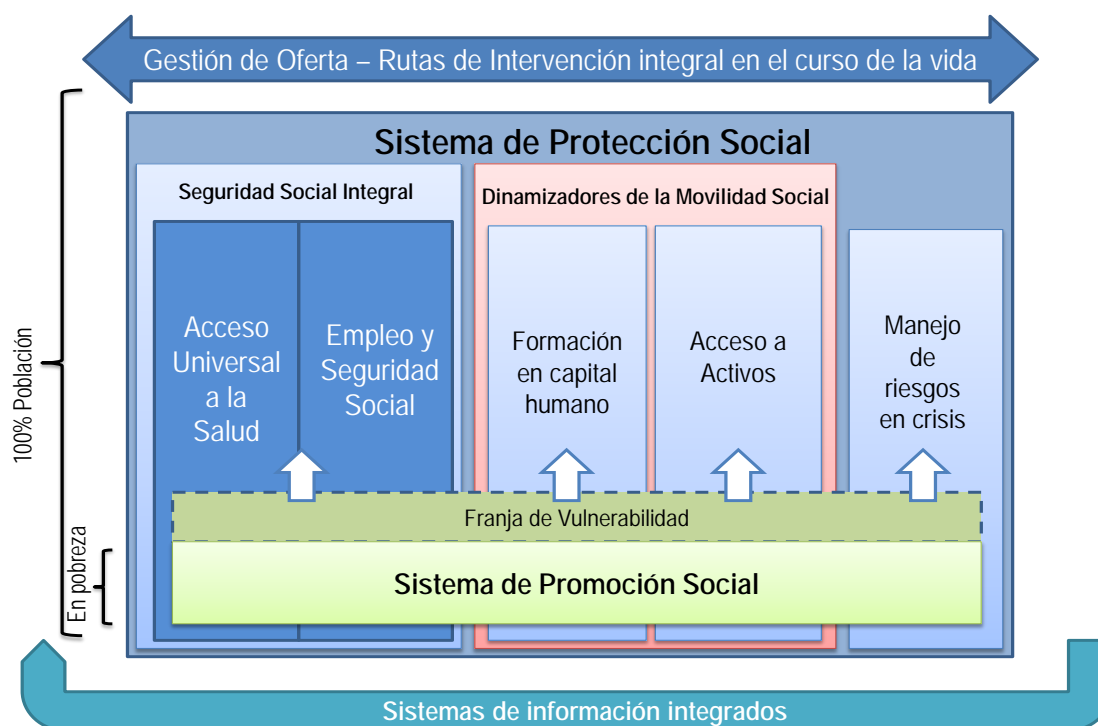 Gestión de Oferta – Rutas de Intervención integral en el curso de la vida
Sistema de Protección Social
Seguridad Social Integral
Dinamizadores de la Movilidad Social
Acceso
Universal
a la
Salud
Empleo y
Seguridad
Social
Formación
en capital
humano
Acceso a
Activos
Manejo
de
riesgos
en crisis
100% Población
En pobreza
Franja de Vulnerabilidad
Sistema de Promoción Social
Sistemas de información integrados